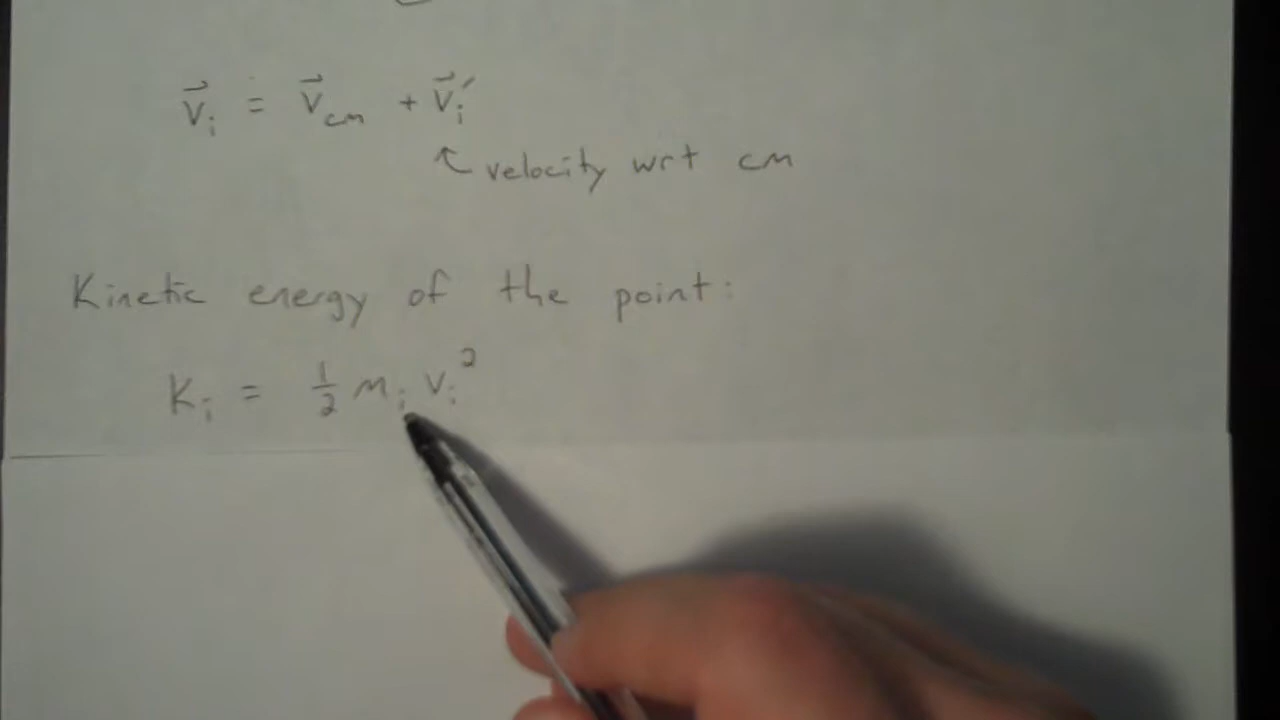 v⃗ᵢ = v⃗cm + v⃗ᵢ′
↖ velocity wrt cm
Kinetic energy of the point:
Kᵢ = ½ mᵢ vᵢ²